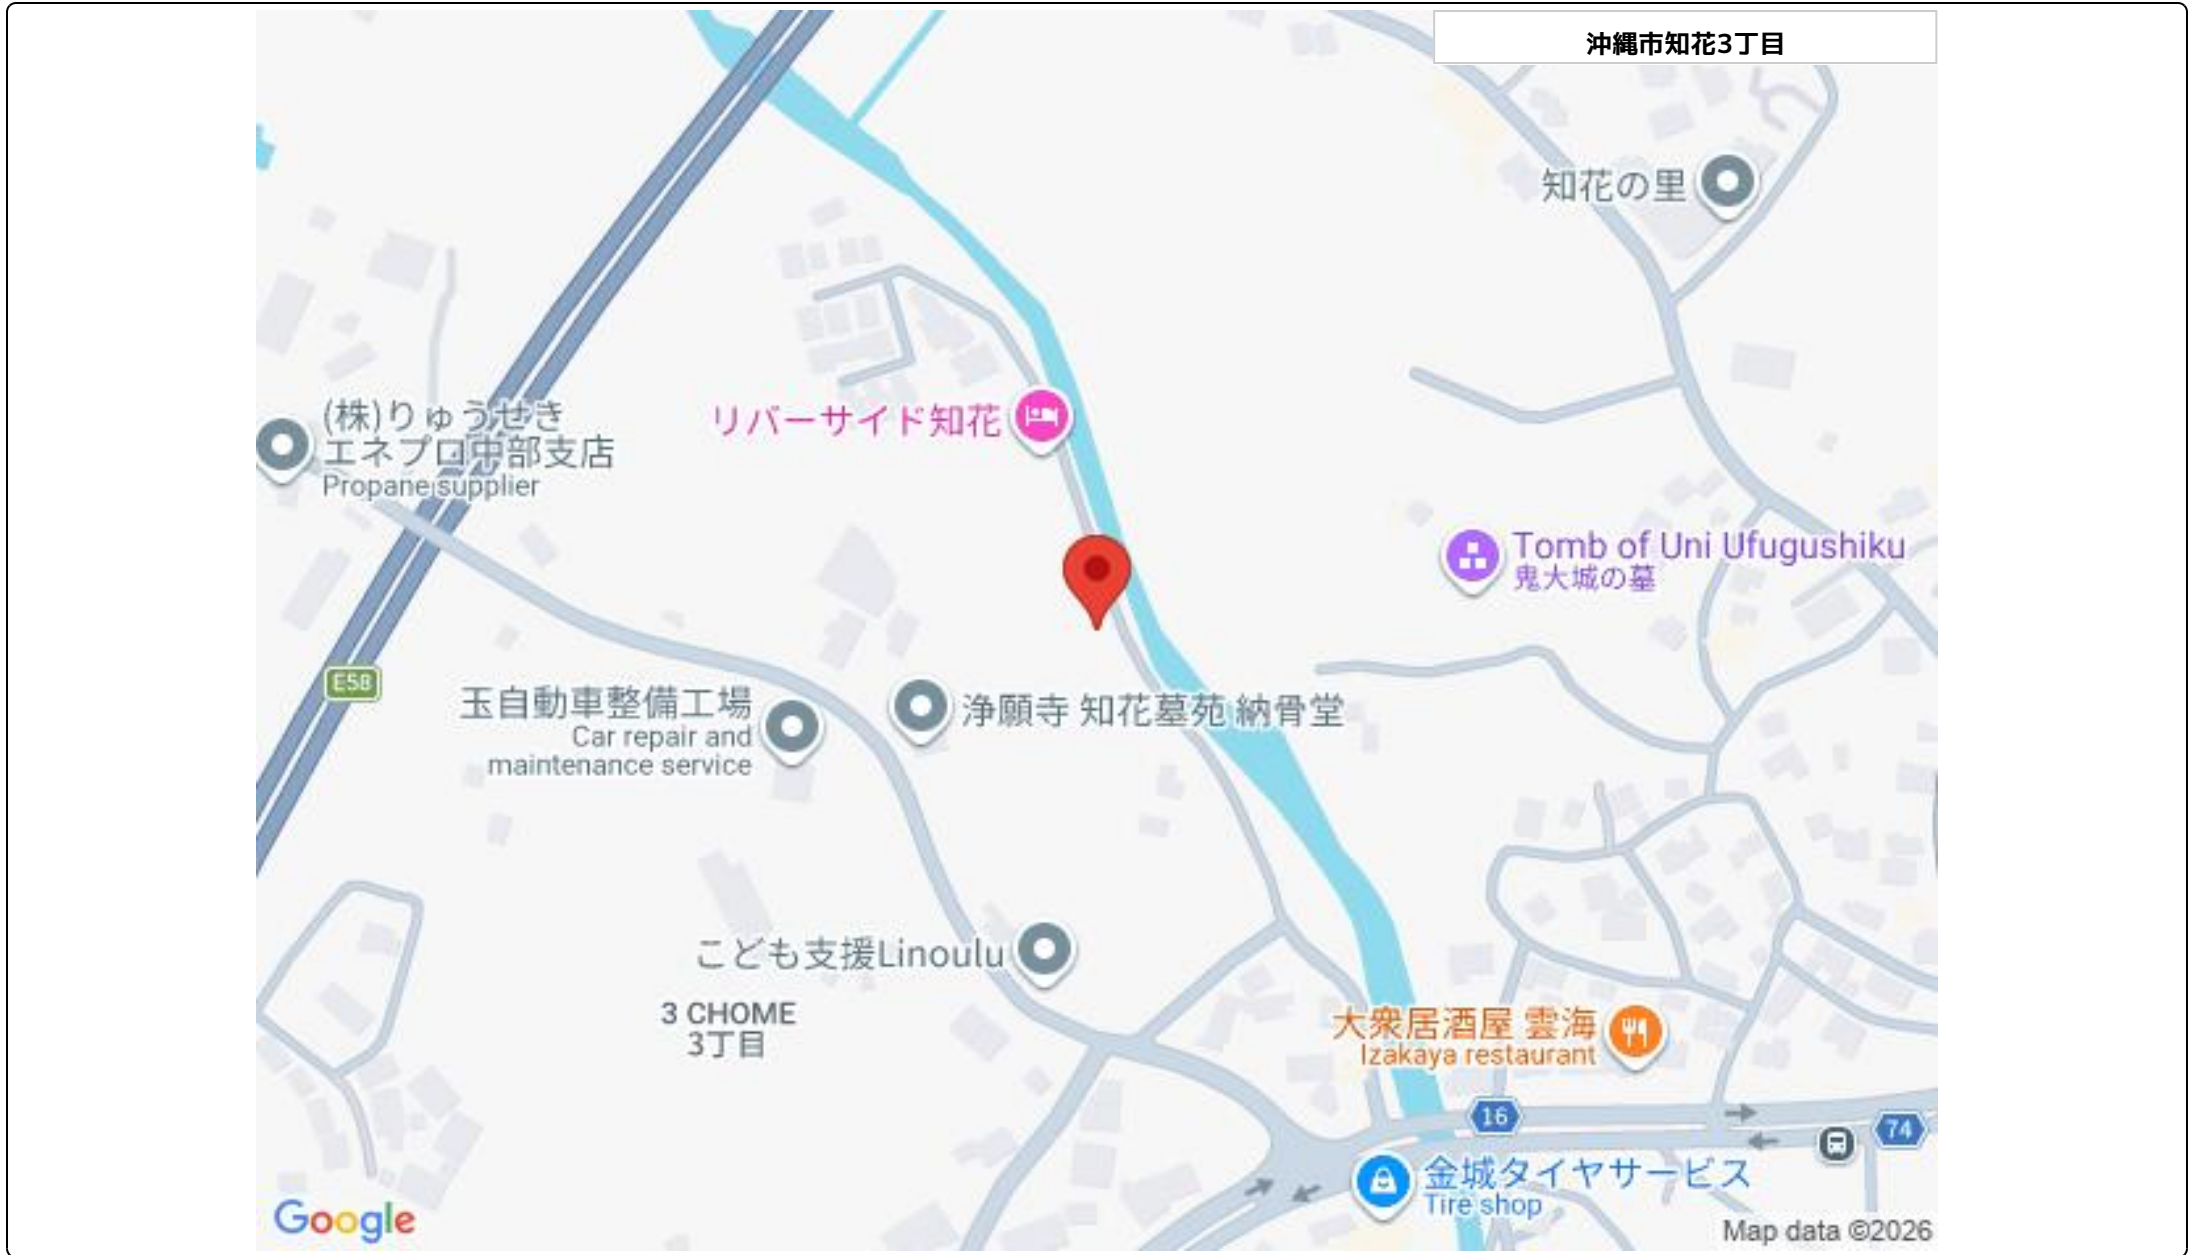 沖縄市知花3丁目
知花の里
リバーサイド知花
(株)りゅうせき
エネプロ中部支店
Propane supplier
Tomb of Uni Ufugushiku
鬼大城の墓
E58
玉自動車整備工場
Car repair and
maintenance service
浄願寺 知花墓苑 納骨堂
こども支援Linoulu
3 CHOME
3丁目
大衆居酒屋 雲海
Izakaya restaurant
16
74
金城タイヤサービス
Tire shop
Google
Map data ©2026